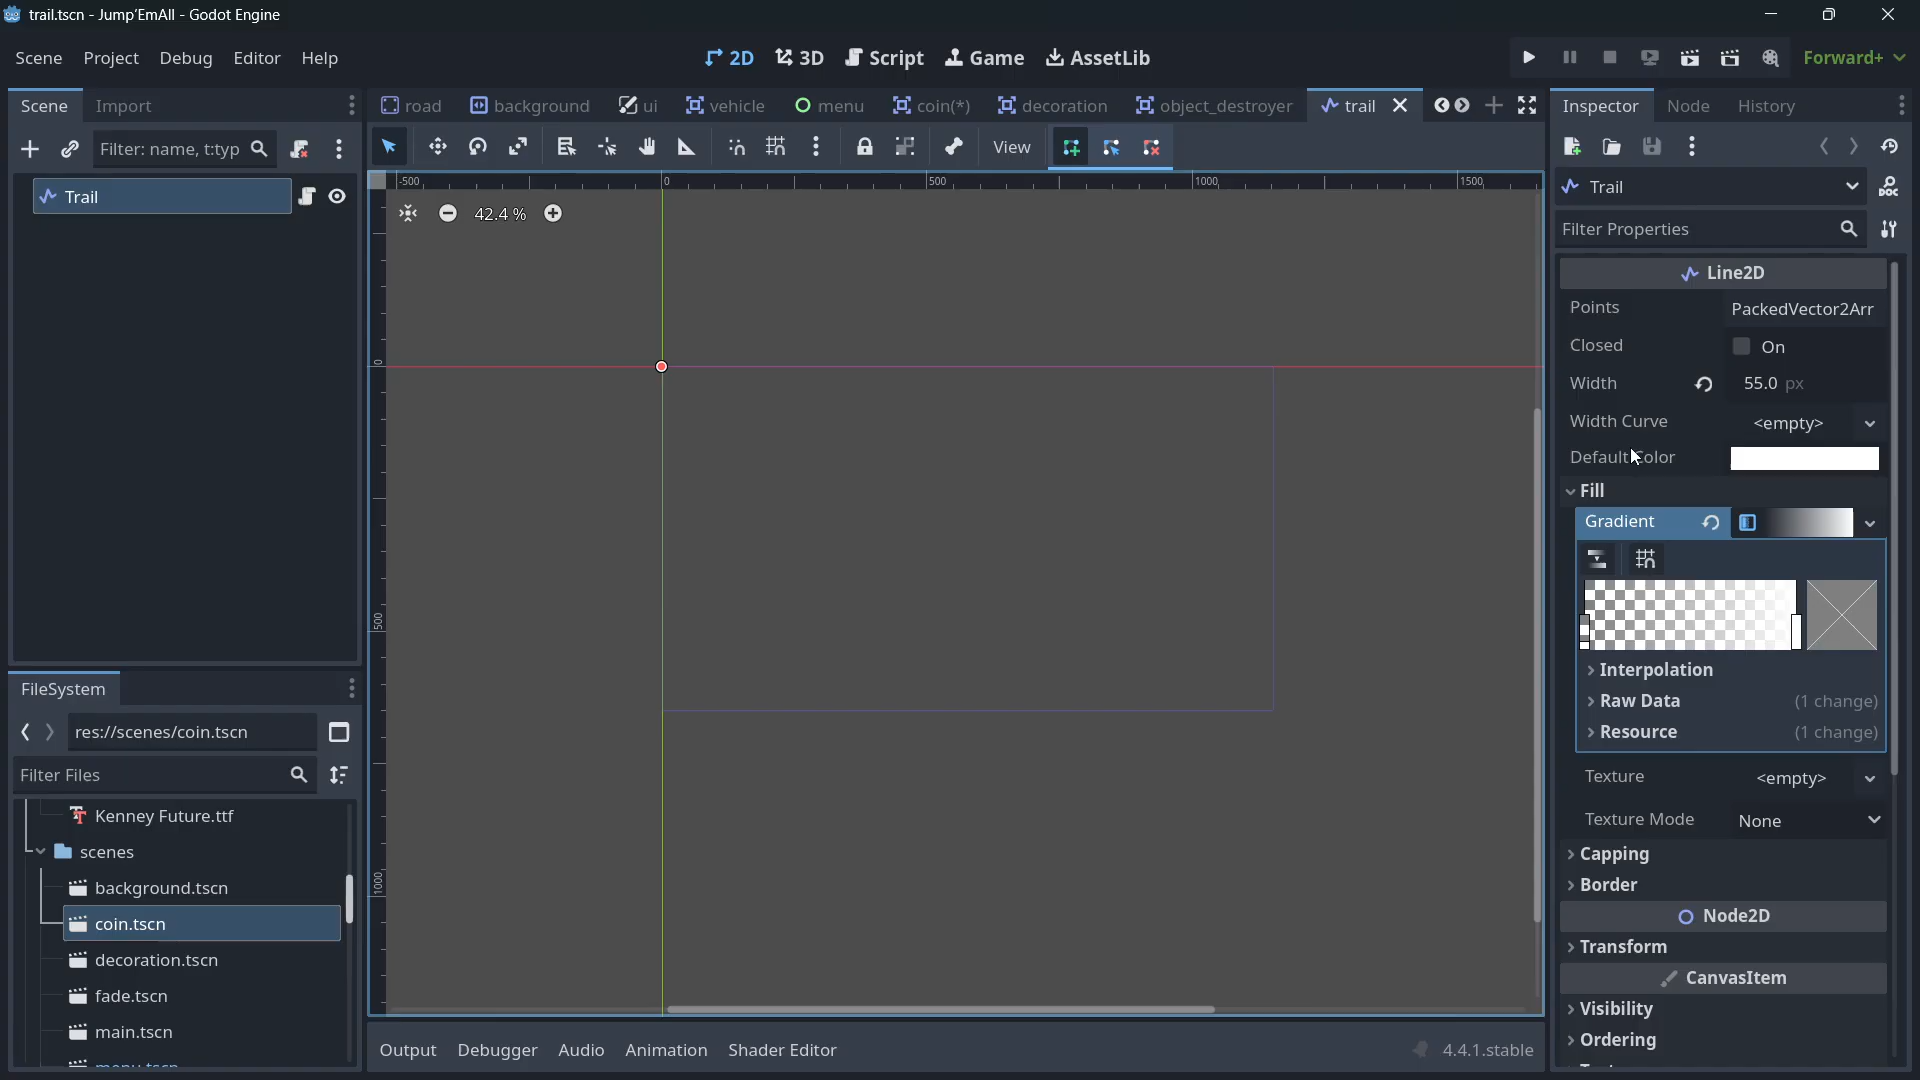 trail.tscn - Jump'EmAll - Godot Engine
Scene Project Debug Editor Help
2D 3D Script Game AssetLib
Forward+
Scene Import
road background ui vehicle menu coin(*) decoration object_destroyer trail
Inspector Node History
Filter: name, t:typ
View
Trail
Trail
Filter Properties
-500 0 500 1000 1500
42.4 %
0
500
1000
Line2D
Points PackedVector2Arr
Closed On
Width 55.0 px
Width Curve <empty>
Default Color
Fill
Gradient
Interpolation
Raw Data (1 change)
Resource (1 change)
Texture <empty>
Texture Mode None
Capping
Border
Node2D
Transform
CanvasItem
Visibility
Ordering
FileSystem
res://scenes/coin.tscn
Filter Files
Kenney Future.ttf
scenes
background.tscn
coin.tscn
decoration.tscn
fade.tscn
main.tscn
Output Debugger Audio Animation Shader Editor
4.4.1.stable